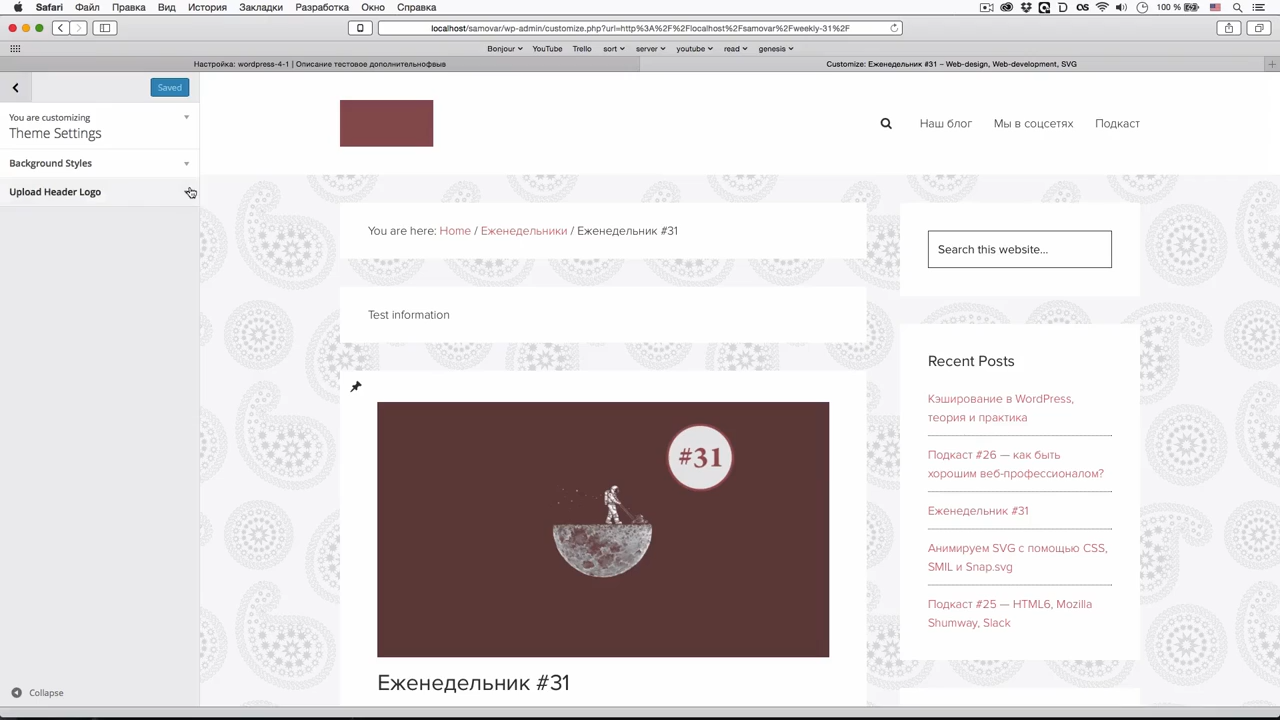 Safari Файл Правка Вид История Закладки Разработка Окно Справка 100 %
localhost/samovar/wp-admin/customize.php?url=http%3A%2F%2Flocalhost%2Fsamovar%2Fweekly-31%2F
Bonjour YouTube Trello sort server youtube read genesis
Настройка: wordpress-4-1 | Описание тестовое дополнительнофвыв
Customize: Еженедельник #31 – Web-design, Web-development, SVG
Saved
You are customizing
Theme Settings
Background Styles
Upload Header Logo
Collapse
Наш блог Мы в соцсетях Подкаст
You are here: Home / Еженедельники / Еженедельник #31
Test information
#31
Еженедельник #31
Search this website...
Recent Posts
Кэширование в WordPress,
теория и практика
Подкаст #26 — как быть
хорошим веб-профессионалом?
Еженедельник #31
Анимируем SVG с помощью CSS,
SMIL и Snap.svg
Подкаст #25 — HTML6, Mozilla
Shumway, Slack